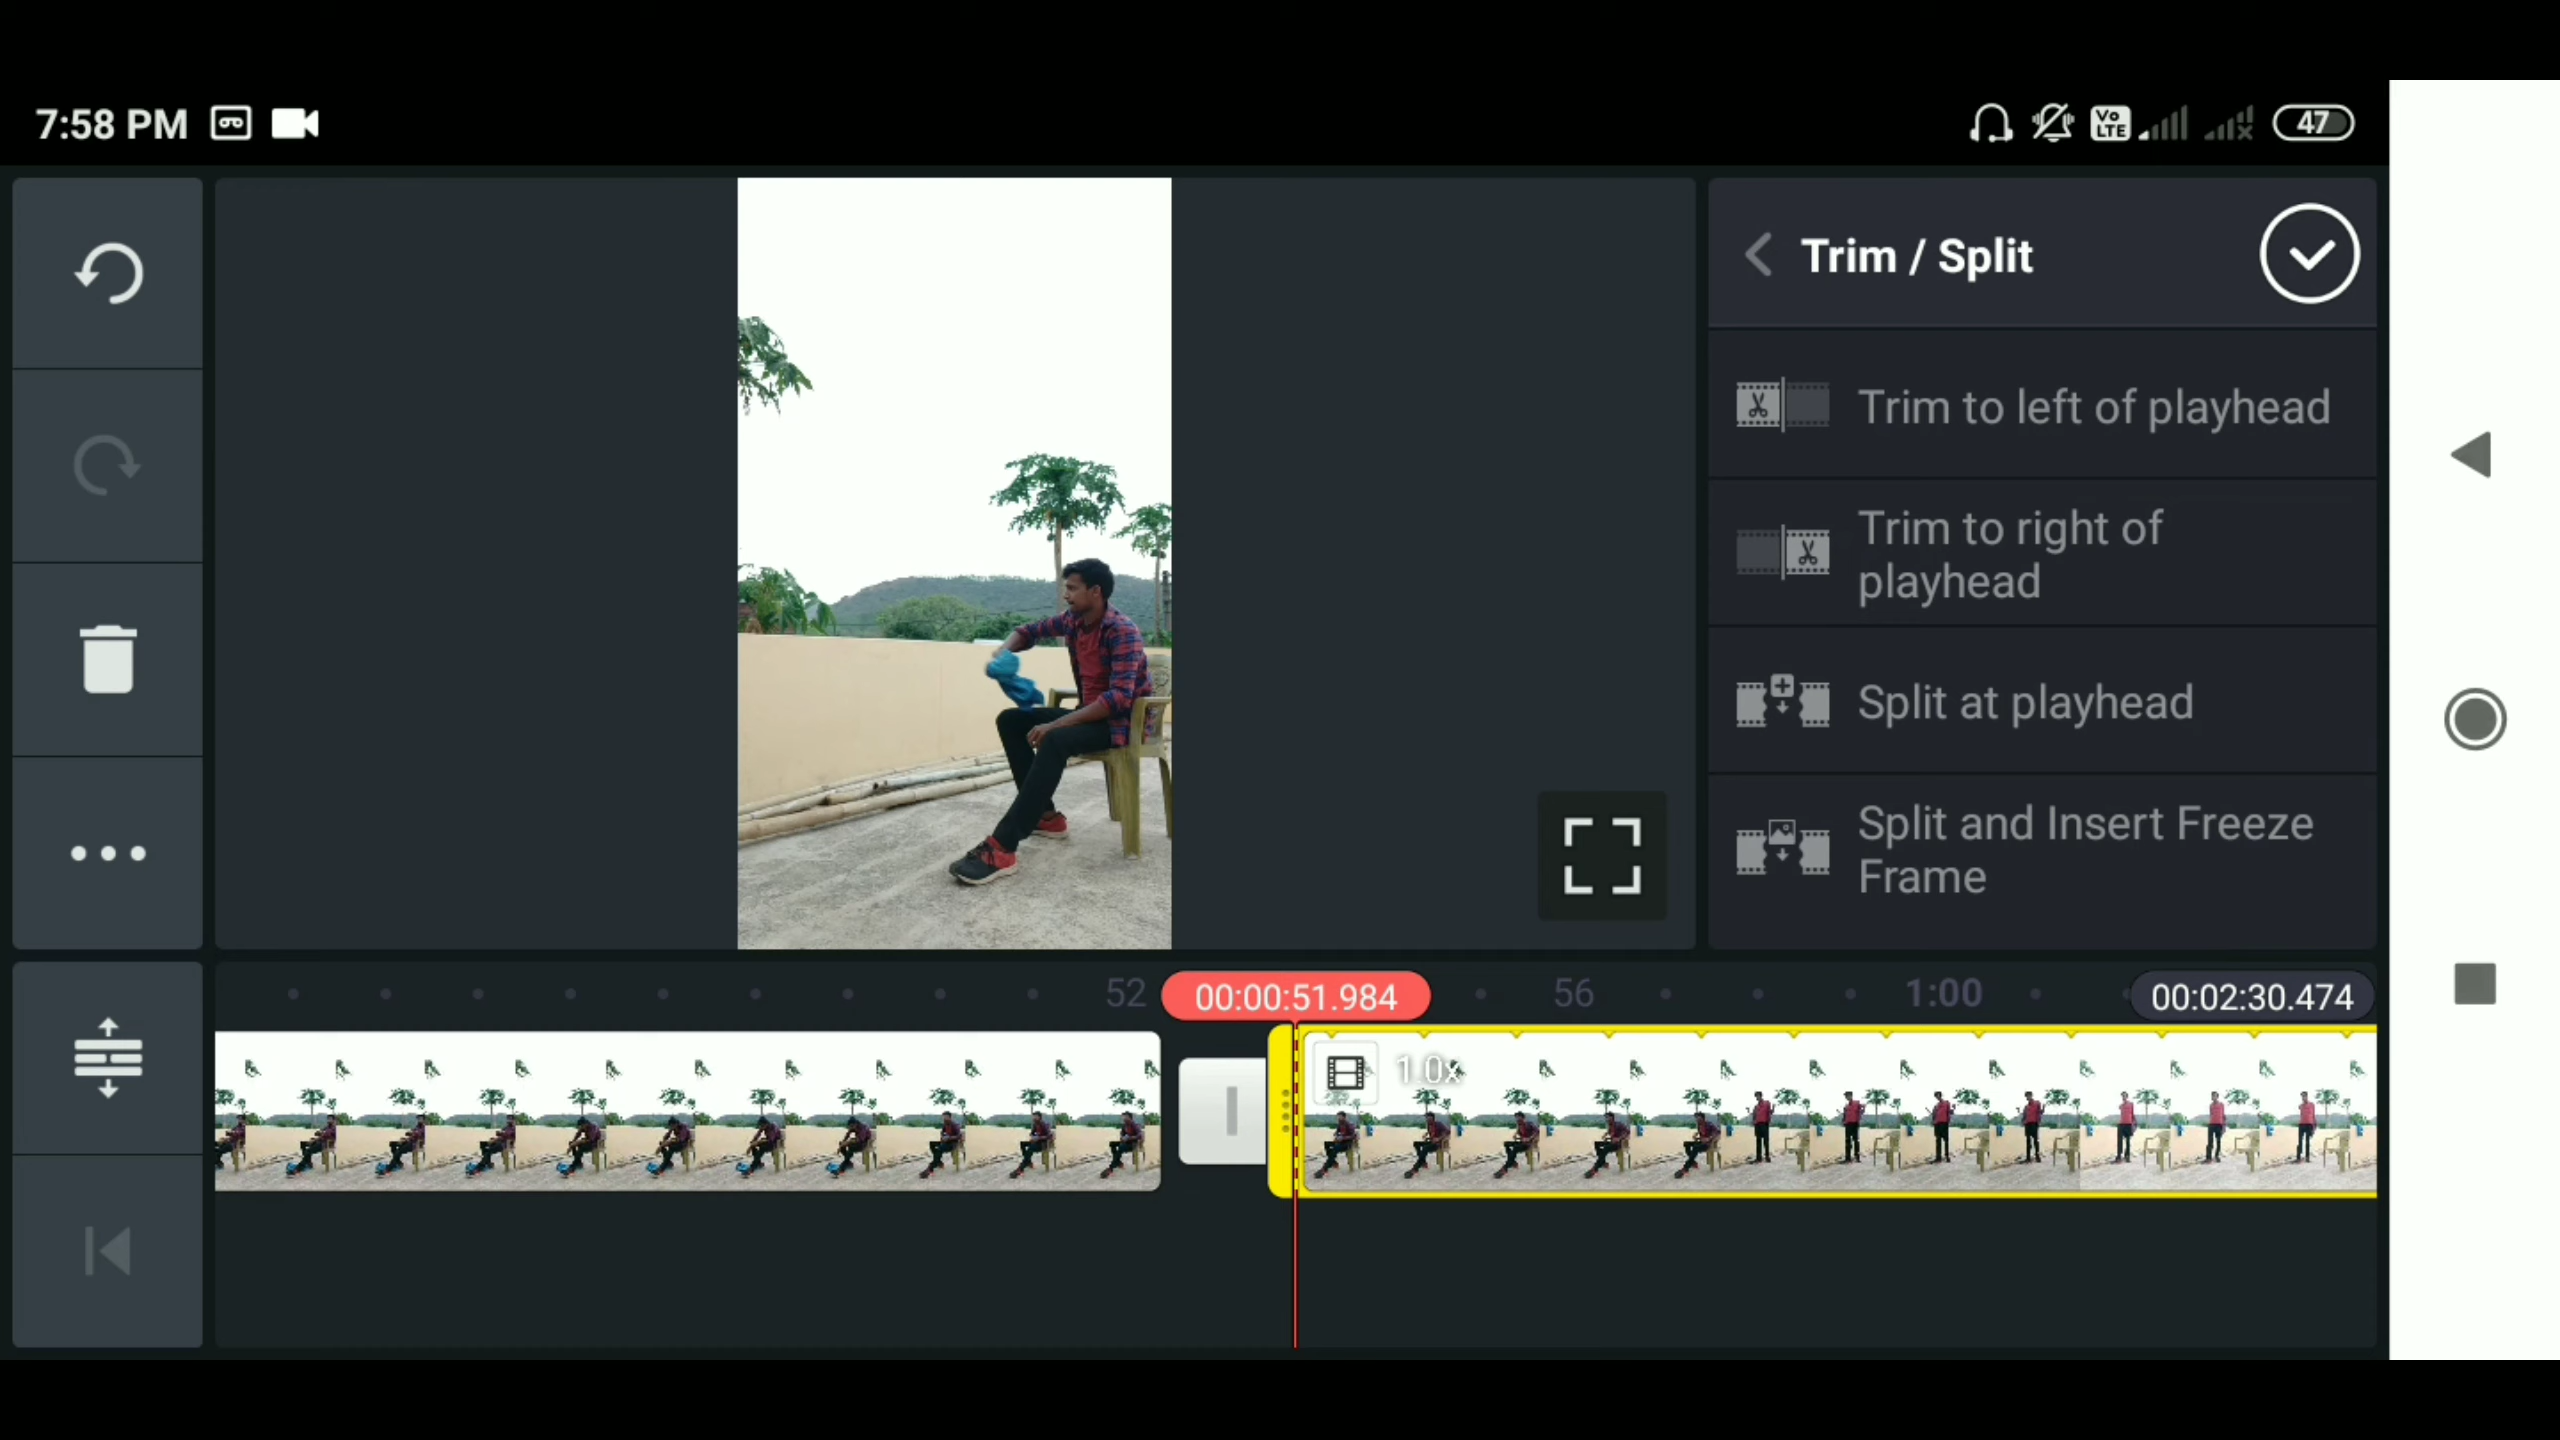 7:58 PM
Vo
LTE
47
Trim / Split
Trim to left of playhead
Trim to right of
playhead
Split at playhead
Split and Insert Freeze
Frame
52
00:00:51.984
56
1:00
00:02:30.474
1.0x